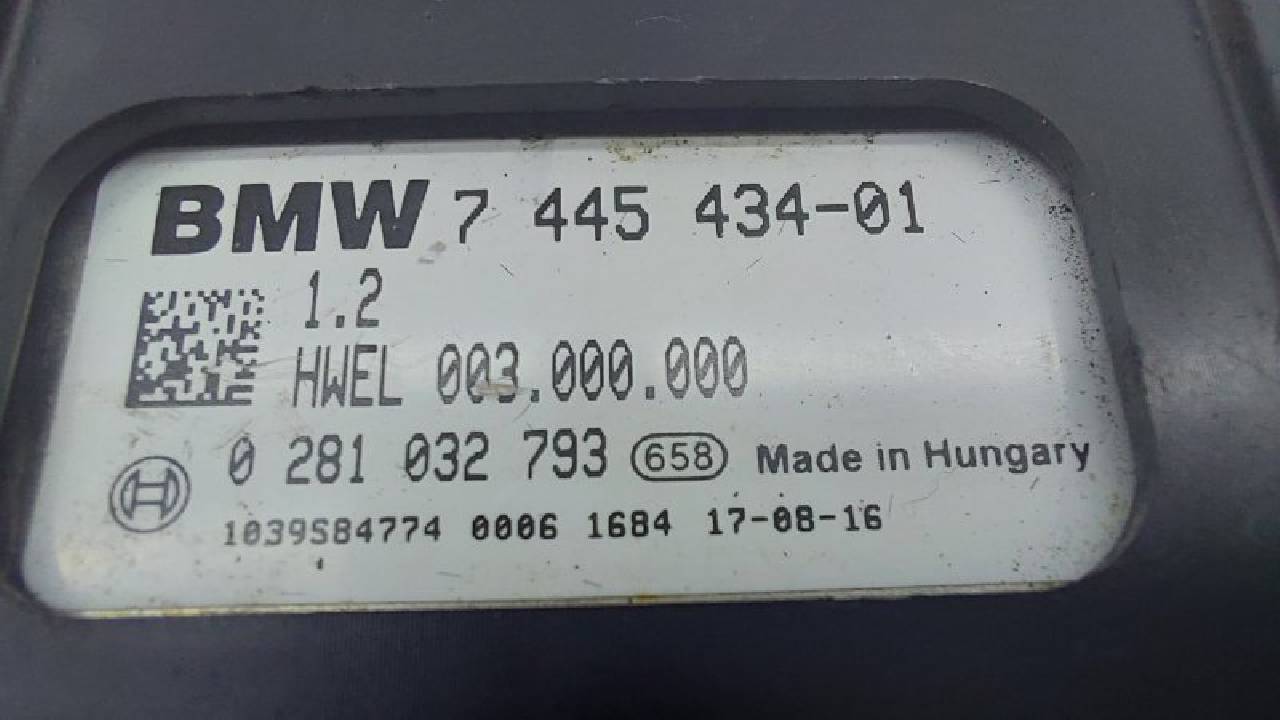 BMW 7 445 434-01
1.2
HWEL 003.000.000
0 281 032 793 658 Made in Hungary
1039S84774 0006 1684 17-08-16